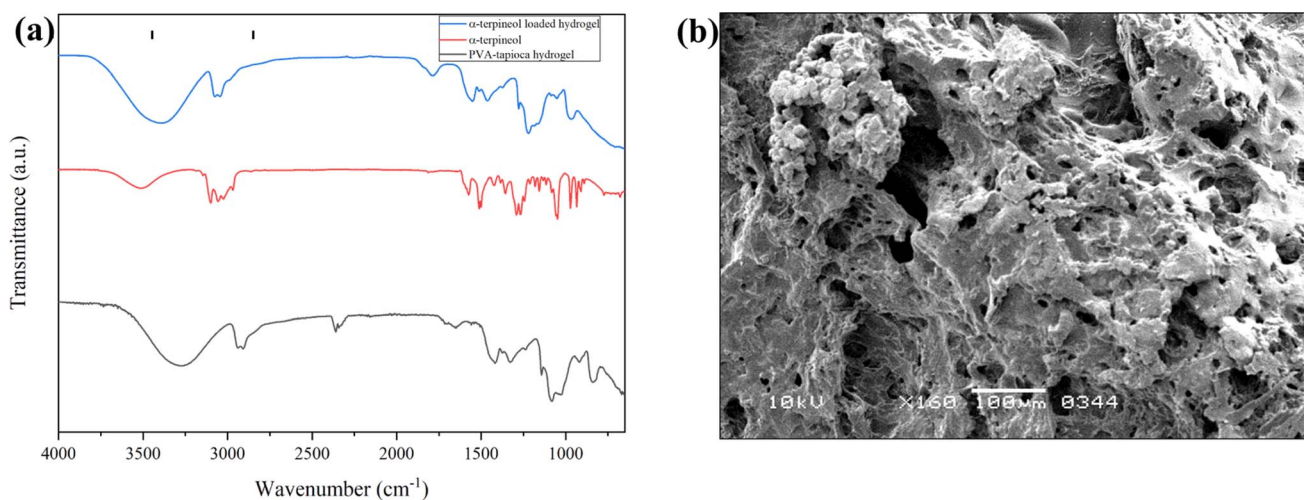 (a)
α-terpineol loaded hydrogel
α-terpineol
PVA-tapioca hydrogel
Transmittance (a.u.)
4000 3500 3000 2500 2000 1500 1000
Wavenumber (cm⁻¹)
(b)
10kV X160 100μm 0344